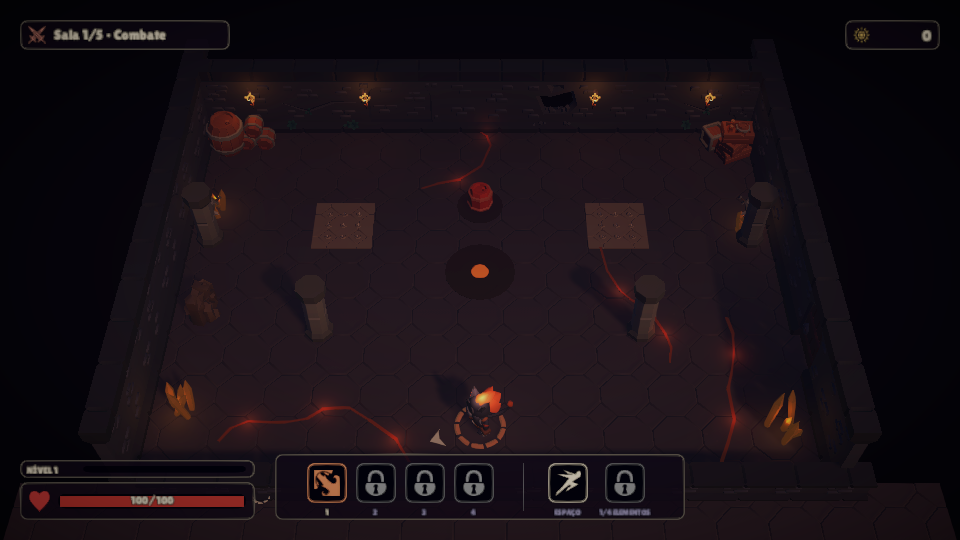 Sala 1/5 - Combate
0
NÍVEL 1
100/100
1
2
3
4
ESPAÇO
1/4 ELEMENTOS